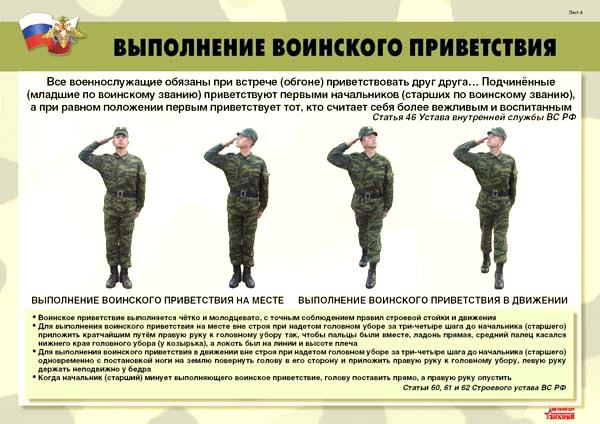 Лист 4
ВЫПОЛНЕНИЕ ВОИНСКОГО ПРИВЕТСТВИЯ
Все военнослужащие обязаны при встрече (обгоне) приветствовать друг друга… Подчинённые
(младшие по воинскому званию) приветствуют первыми начальников (старших по воинскому званию),
а при равном положении первым приветствует тот, кто считает себя более вежливым и воспитанным
Статья 46 Устава внутренней службы ВС РФ
ВЫПОЛНЕНИЕ ВОИНСКОГО ПРИВЕТСТВИЯ НА МЕСТЕ
ВЫПОЛНЕНИЕ ВОИНСКОГО ПРИВЕТСТВИЯ В ДВИЖЕНИИ
• Воинское приветствие выполняется чётко и молодцевато, с точным соблюдением правил строевой стойки и движения
• Для выполнения воинского приветствия на месте вне строя при надетом головном уборе за три-четыре шага до начальника (старшего)
приложить кратчайшим путём правую руку к головному убору так, чтобы пальцы были вместе, ладонь прямая, средний палец касался
нижнего края головного убора (у козырька), а локоть был на линии и высоте плеча
• Для выполнения воинского приветствия в движении вне строя при надетом головном уборе за три-четыре шага до начальника (старшего)
одновременно с постановкой ноги на землю повернуть голову в его сторону и приложить правую руку к головному убору, левую руку
держать неподвижно у бедра
• Когда начальник (старший) минует выполняющего воинское приветствие, голову поставить прямо, а правую руку опустить
Статьи 60, 61 и 62 Строевого устава ВС РФ